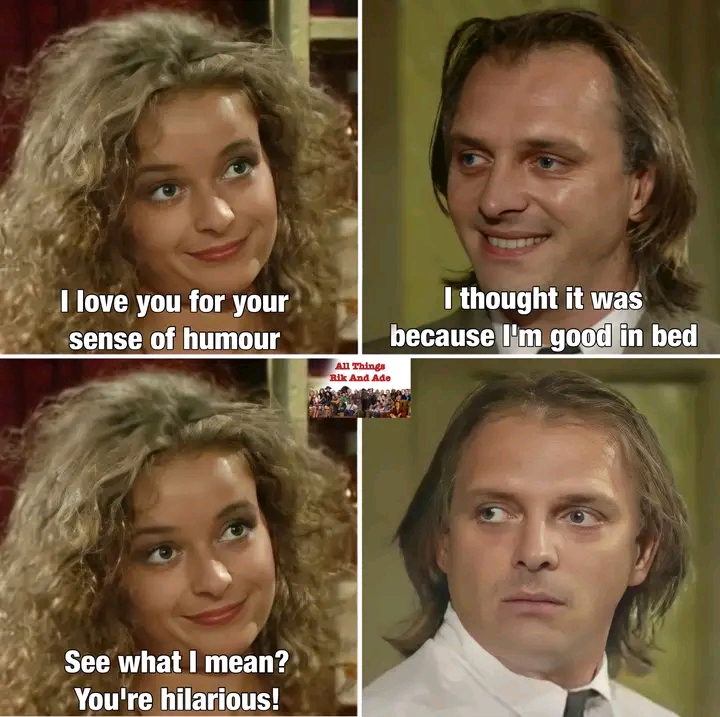 I love you for your
sense of humour
I thought it was
because I'm good in bed
All Things
Rik And Ade
See what I mean?
You're hilarious!